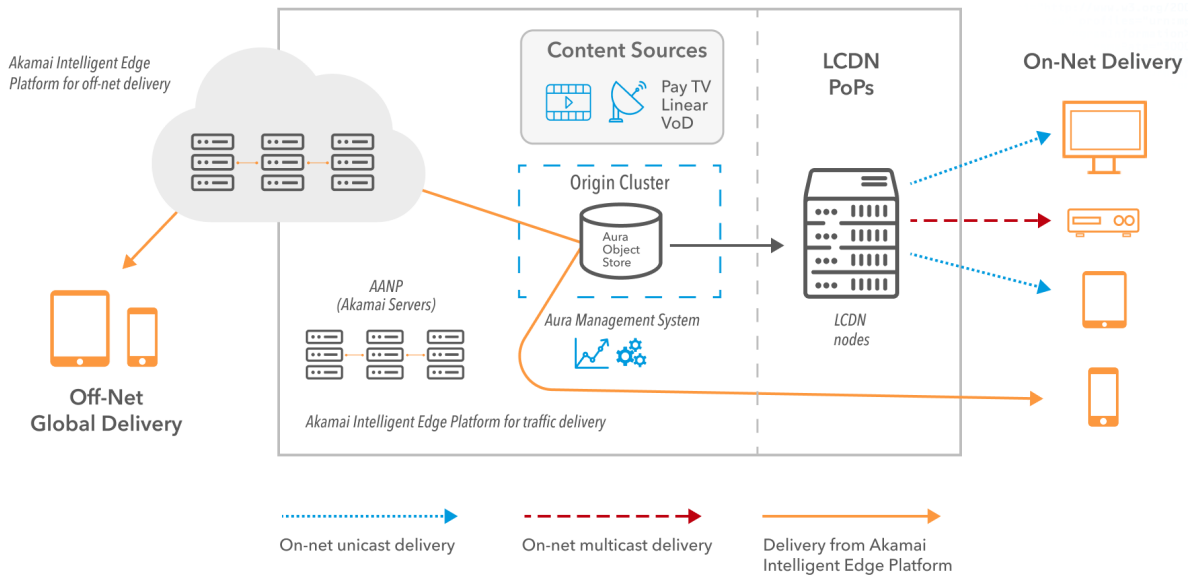 Akamai Intelligent Edge
Platform for off-net delivery
Content Sources
Pay TV
Linear
VoD
LCDN
PoPs
On-Net Delivery
Origin Cluster
Aura
Object
Store
AANP
(Akamai Servers)
Aura Management System
LCDN
nodes
Off-Net
Global Delivery
Akamai Intelligent Edge Platform for traffic delivery
On-net unicast delivery
On-net multicast delivery
Delivery from Akamai
Intelligent Edge Platform